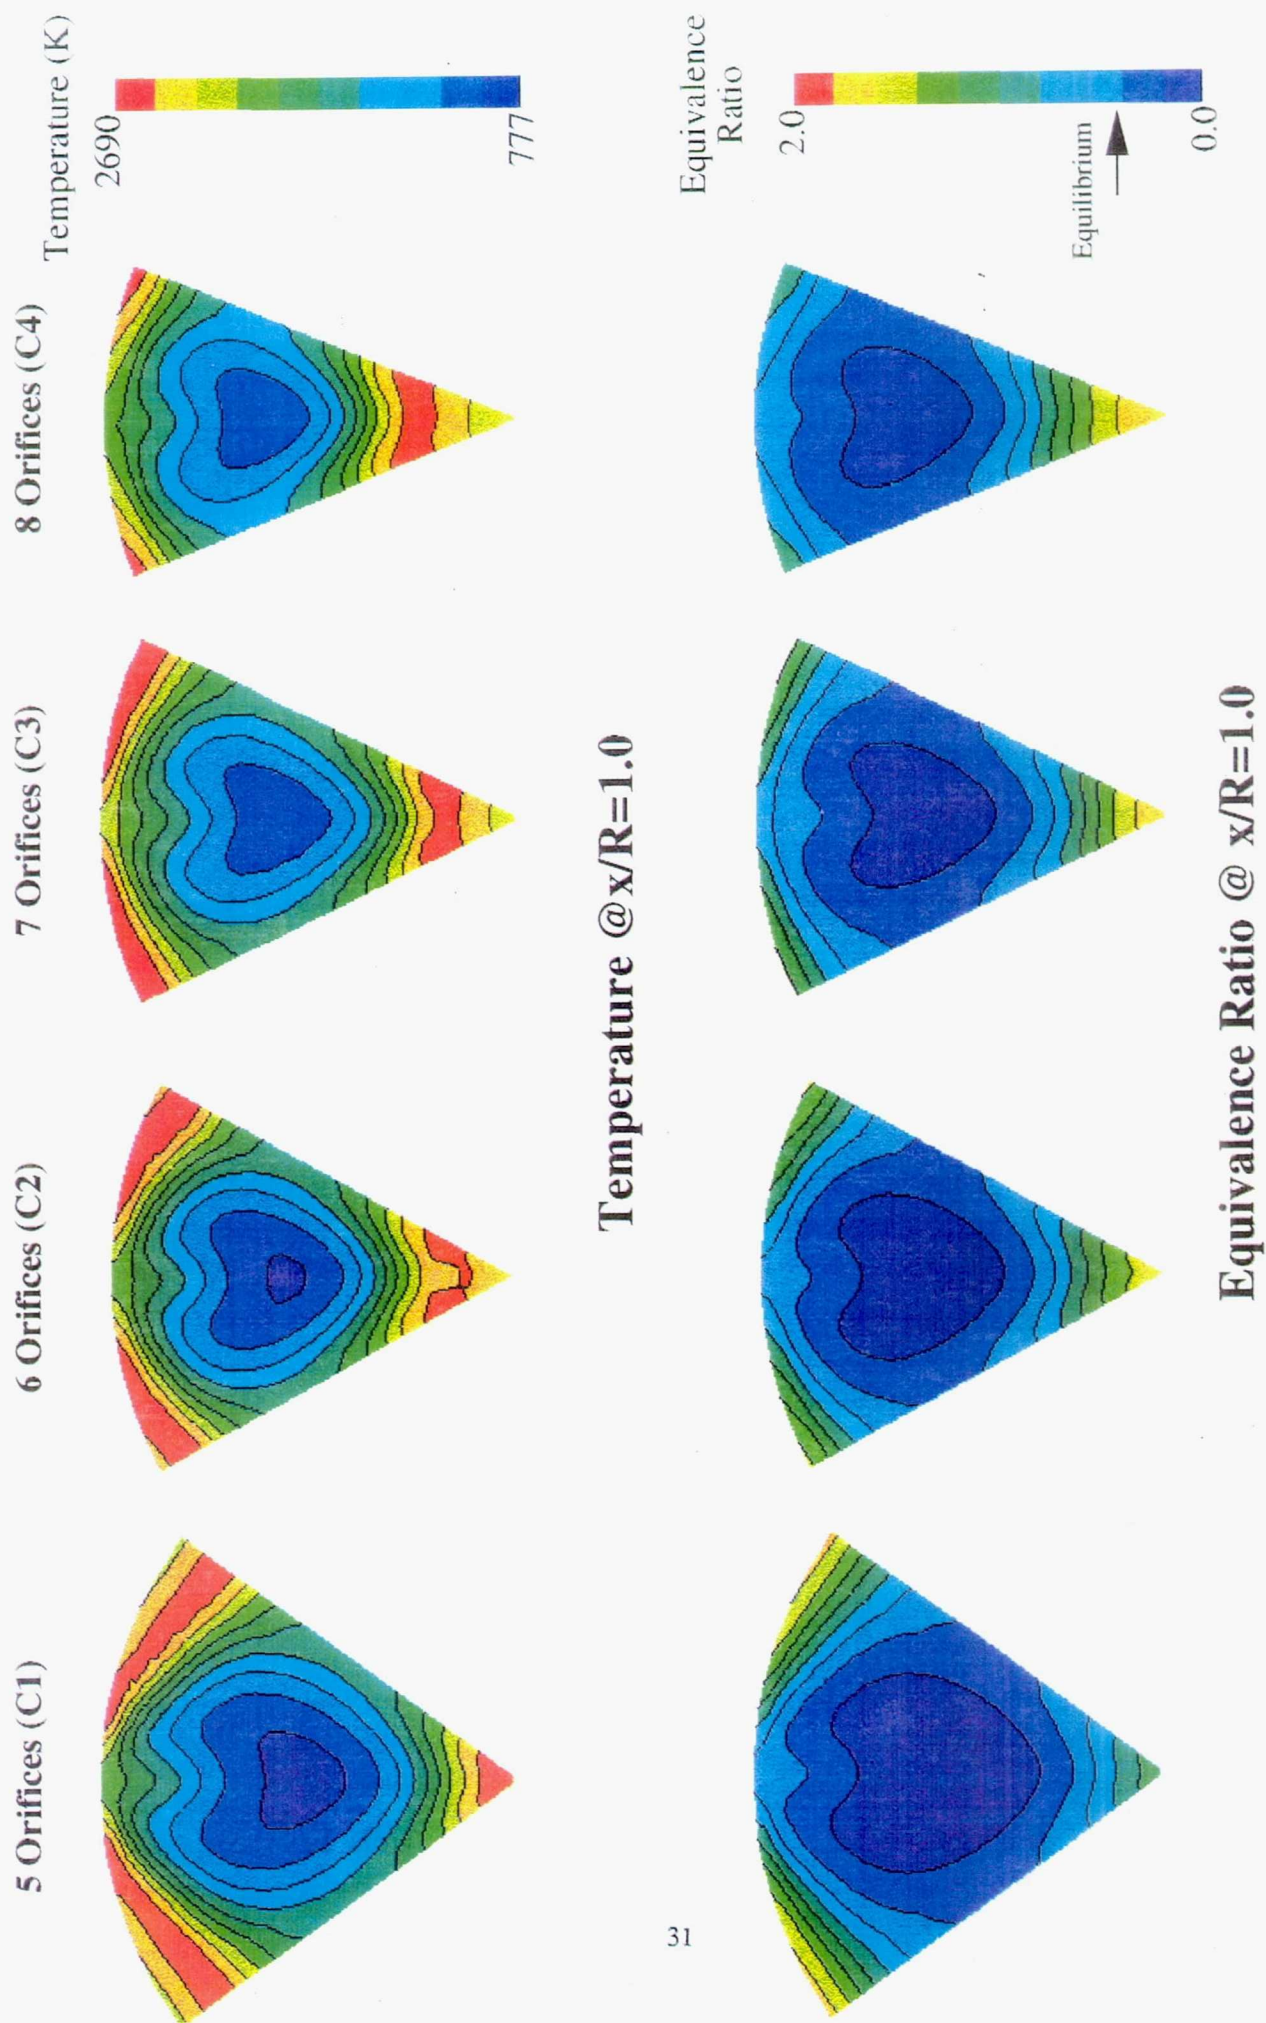 5 Orifices (C1)
6 Orifices (C2)
7 Orifices (C3)
8 Orifices (C4)
Temperature (K)
2690
777
Temperature @x/R=1.0
Equivalence
Ratio
2.0
Equilibrium
0.0
Equivalence Ratio @ x/R=1.0
31